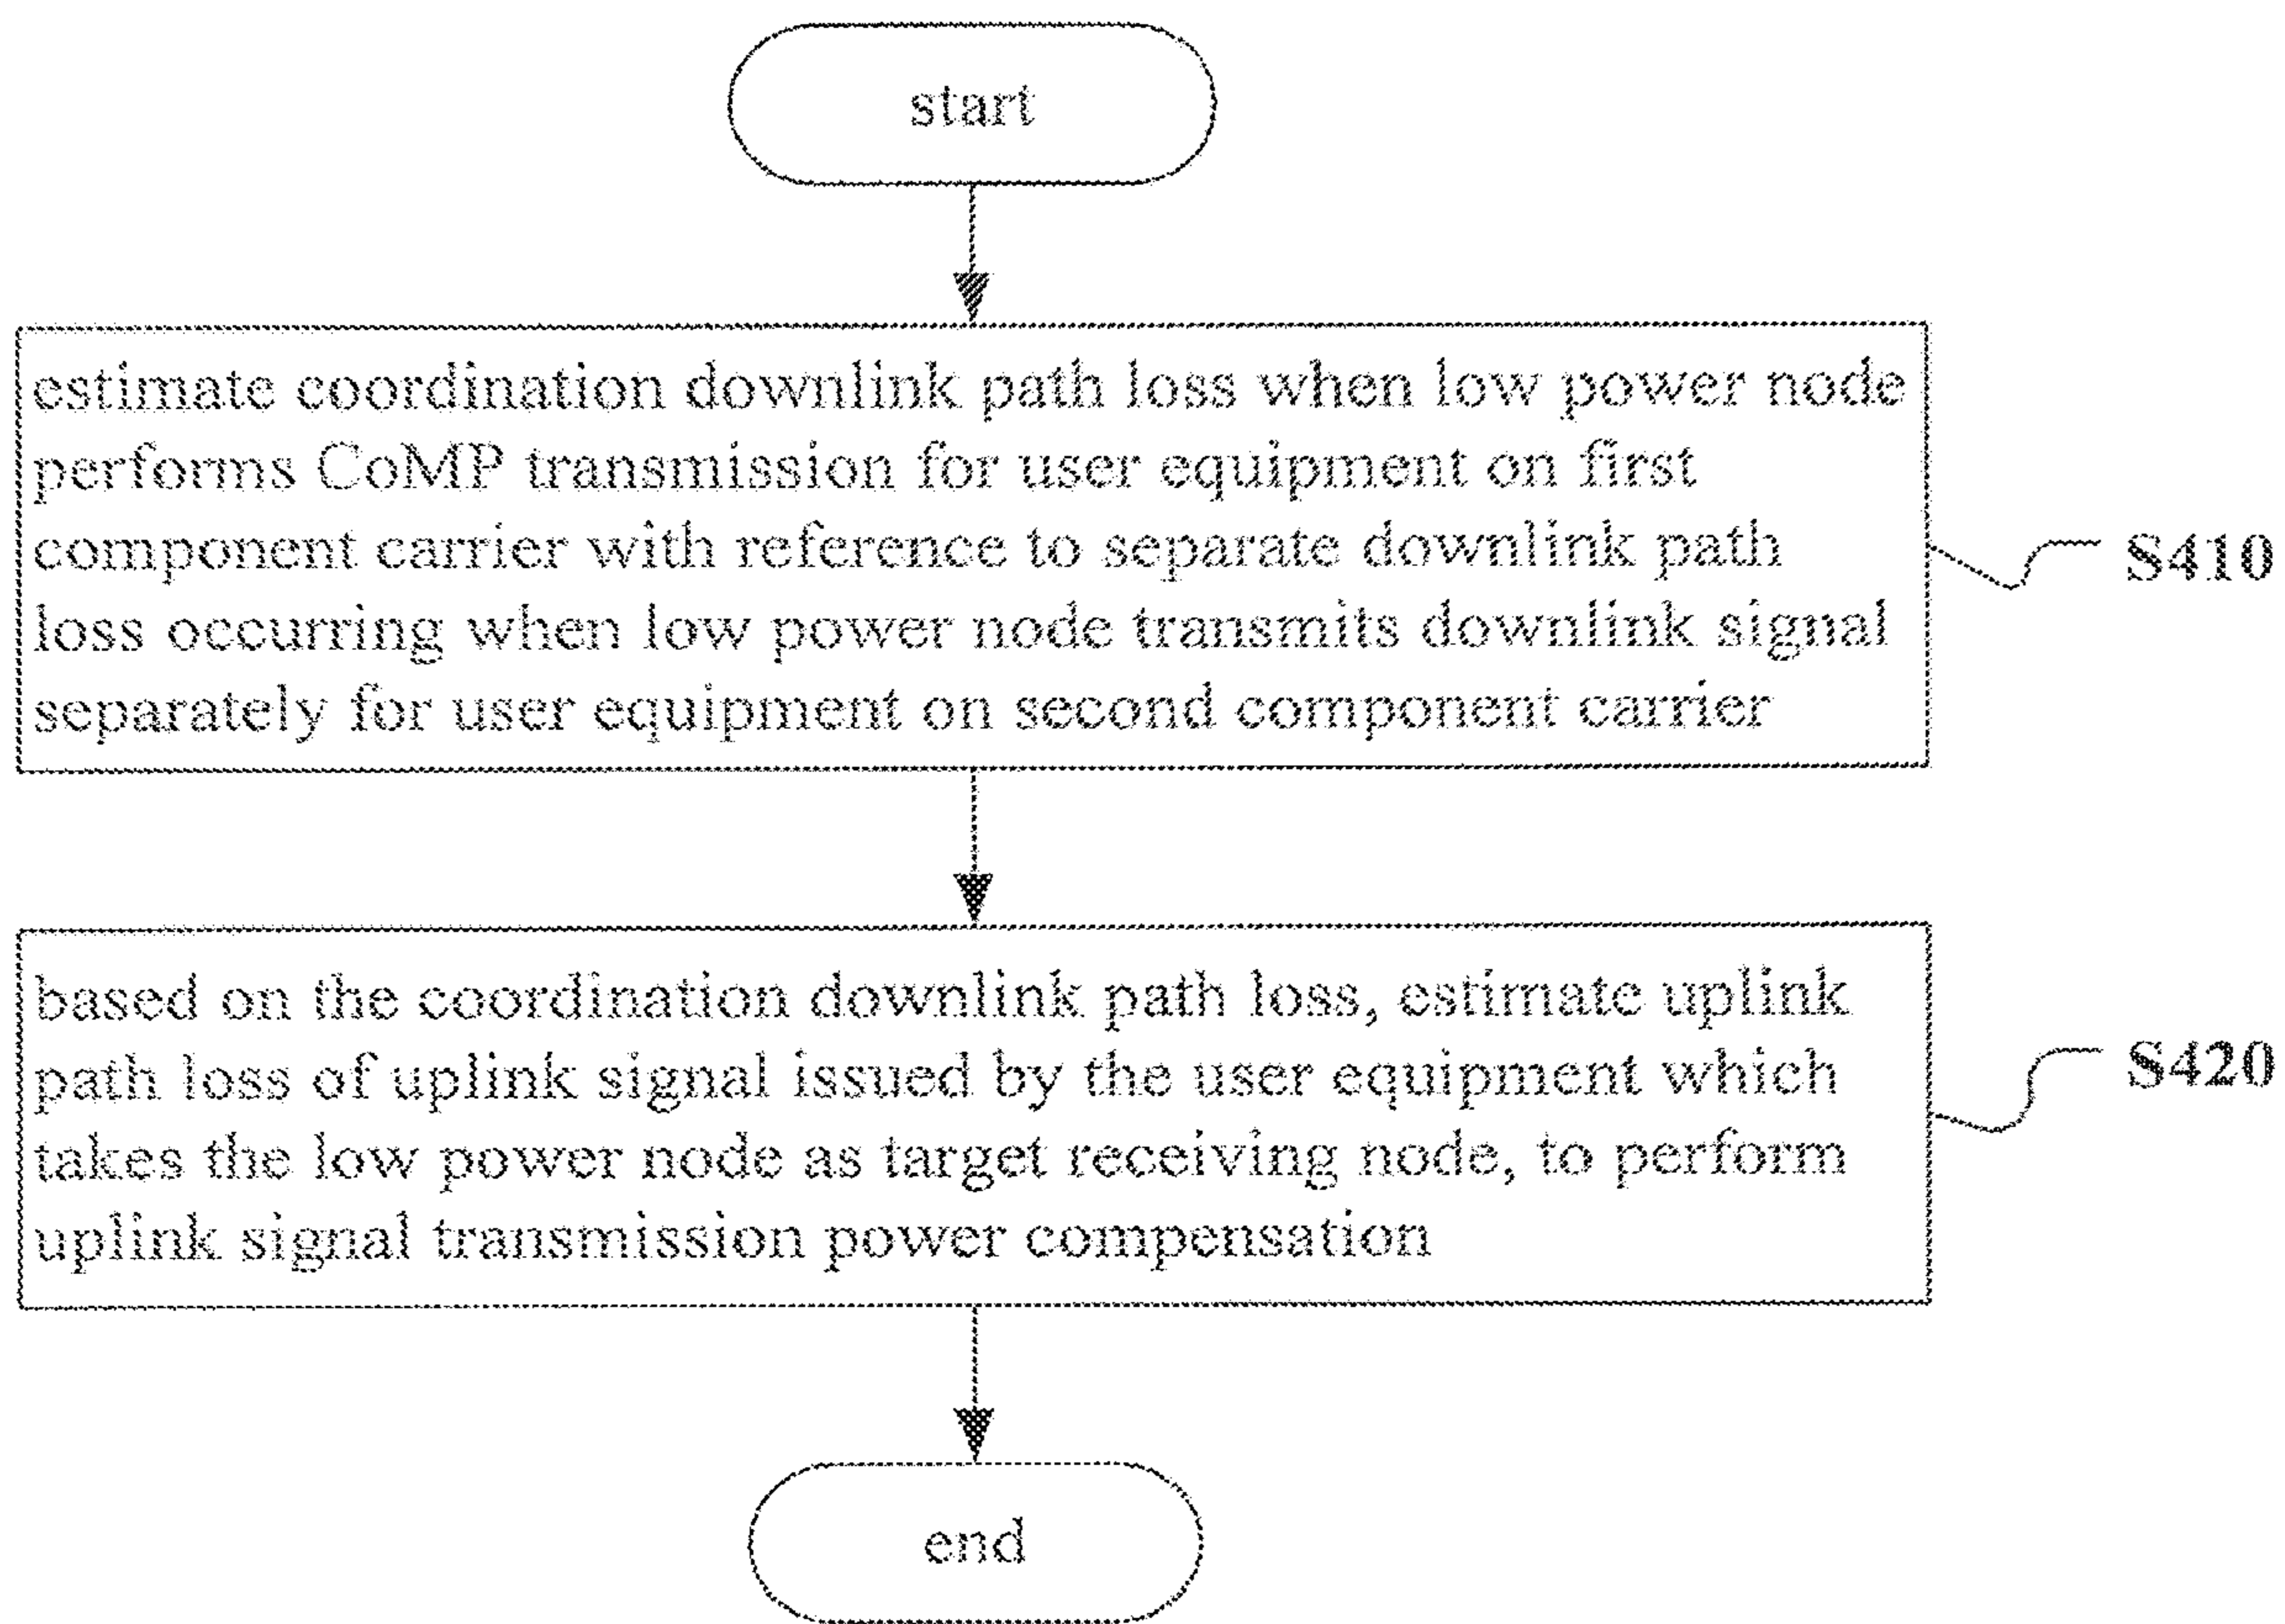 start
estimate coordination downlink path loss when low power node
performs CoMP transmission for user equipment on first
component carrier with reference to separate downlink path
loss occurring when low power node transmits downlink signal
separately for user equipment on second component carrier
S410
based on the coordination downlink path loss, estimate uplink
path loss of uplink signal issued by the user equipment which
takes the low power node as target receiving node, to perform
uplink signal transmission power compensation
S420
end